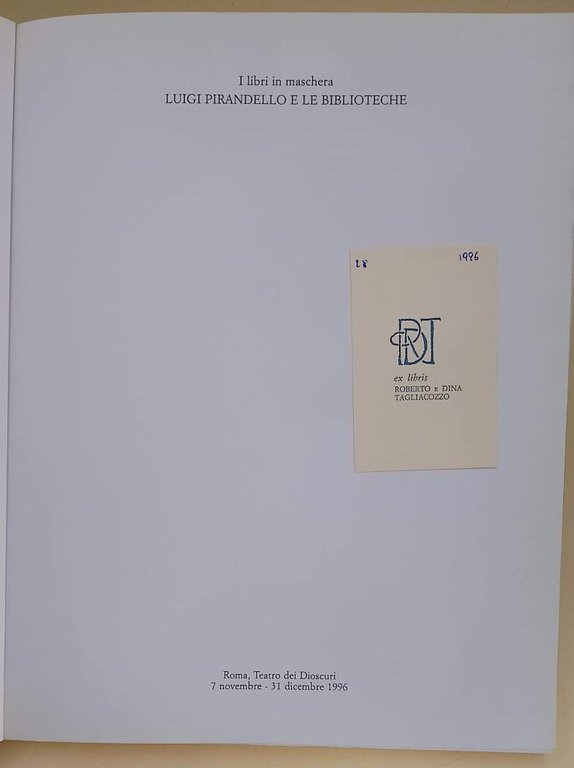 I libri in maschera
LUIGI PIRANDELLO E LE BIBLIOTECHE
28 1996
RDT
ex libris
ROBERTO E DINA
TAGLIACOZZO
Roma, Teatro dei Dioscuri
7 novembre - 31 dicembre 1996